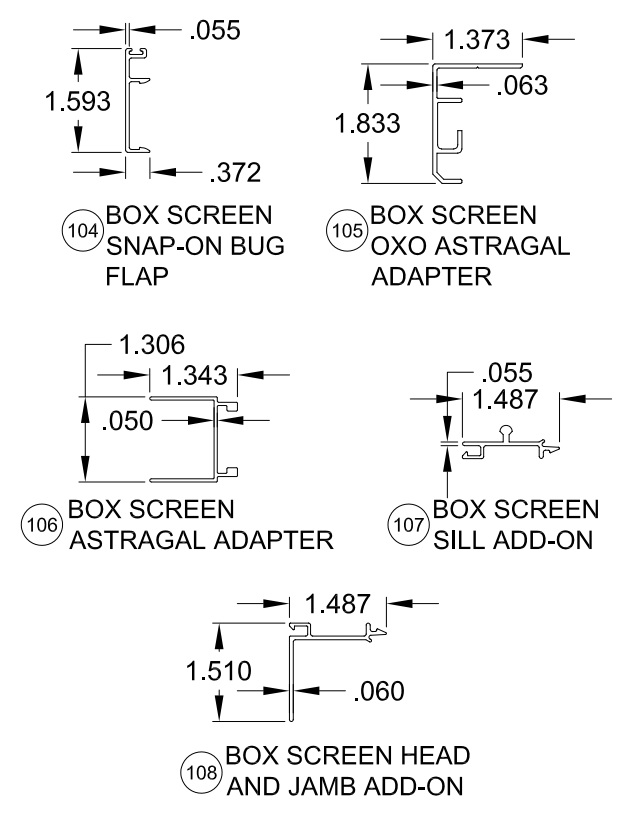 .055
1.593
.372
104 BOX SCREEN
SNAP-ON BUG
FLAP
1.373
.063
1.833
105 BOX SCREEN
OXO ASTRAGAL
ADAPTER
1.306
1.343
.050
106 BOX SCREEN
ASTRAGAL ADAPTER
.055
1.487
107 BOX SCREEN
SILL ADD-ON
1.487
1.510
.060
108 BOX SCREEN HEAD
AND JAMB ADD-ON